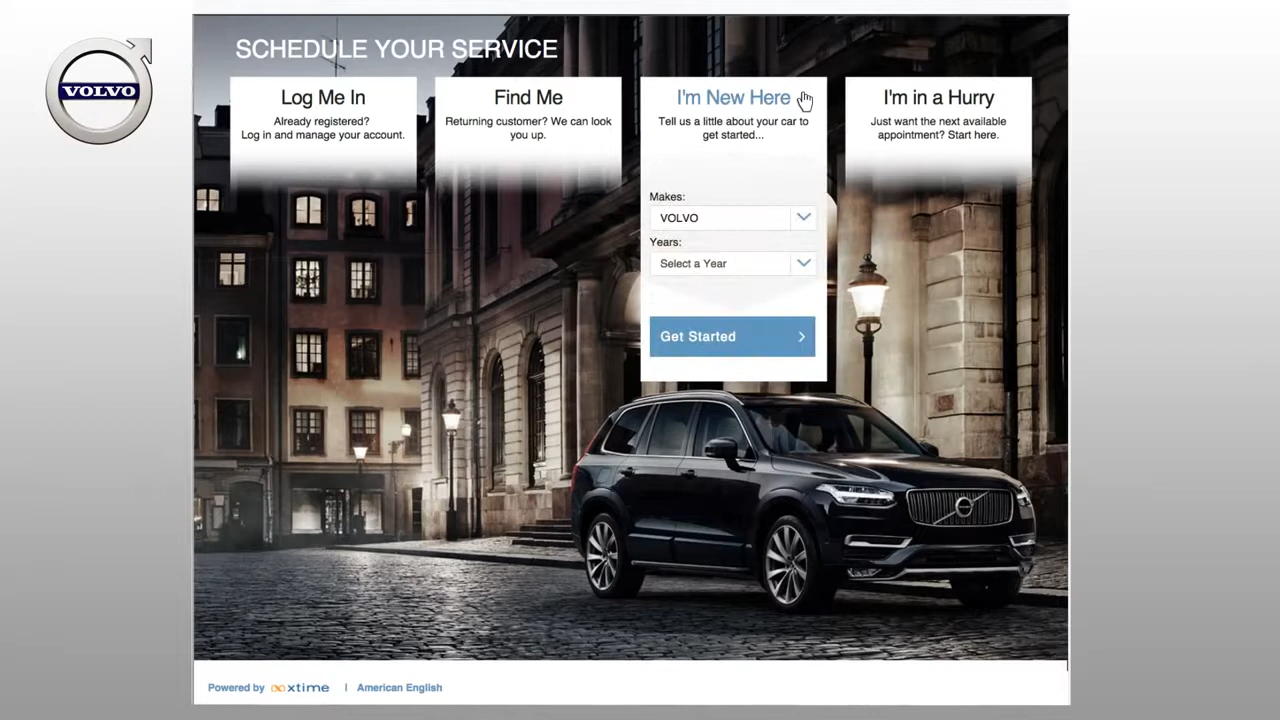 VOLVO
SCHEDULE YOUR SERVICE
Log Me In
Already registered?
Log in and manage your account.
Find Me
Returning customer? We can look
you up.
I'm New Here
Tell us a little about your car to
get started...
Makes:
VOLVO
Years:
Select a Year
Get Started
I'm in a Hurry
Just want the next available
appointment? Start here.
Powered by xtime | American English